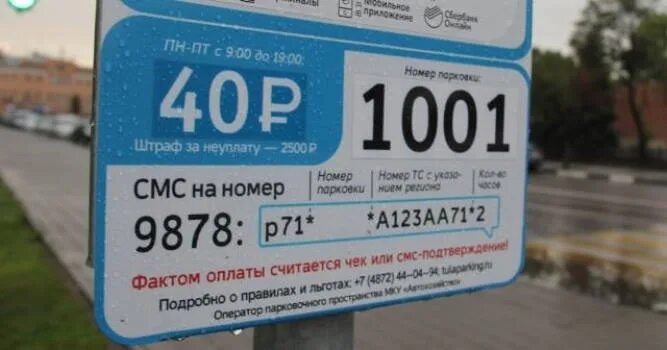 Мобильное
приложение
Сбербанк
Онлайн
ПН-ПТ с 9:00 до 19:00:
40₽
Штраф за неуплату — 2500₽
Номер парковки:
1001
СМС на номер
9878:
Номер
парковки
Номер ТС с указа-
нием региона
Кол-во
часов
р71* *А123АА71*2
Фактом оплаты считается чек или смс-подтверждение!
Подробно о правилах и льготах: +7 (4872) 44-04-94, tulaparking.ru
Оператор парковочного пространства МКУ «Автохозяйство»